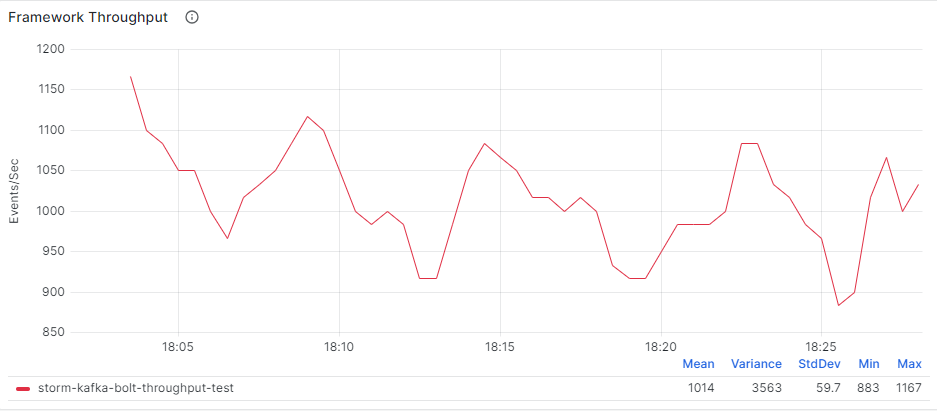 Framework Throughput
1200
1150
1100
1050
1000
950
900
850
Events/Sec
18:05 18:10 18:15 18:20 18:25
Mean Variance StdDev Min Max
storm-kafka-bolt-throughput-test 1014 3563 59.7 883 1167